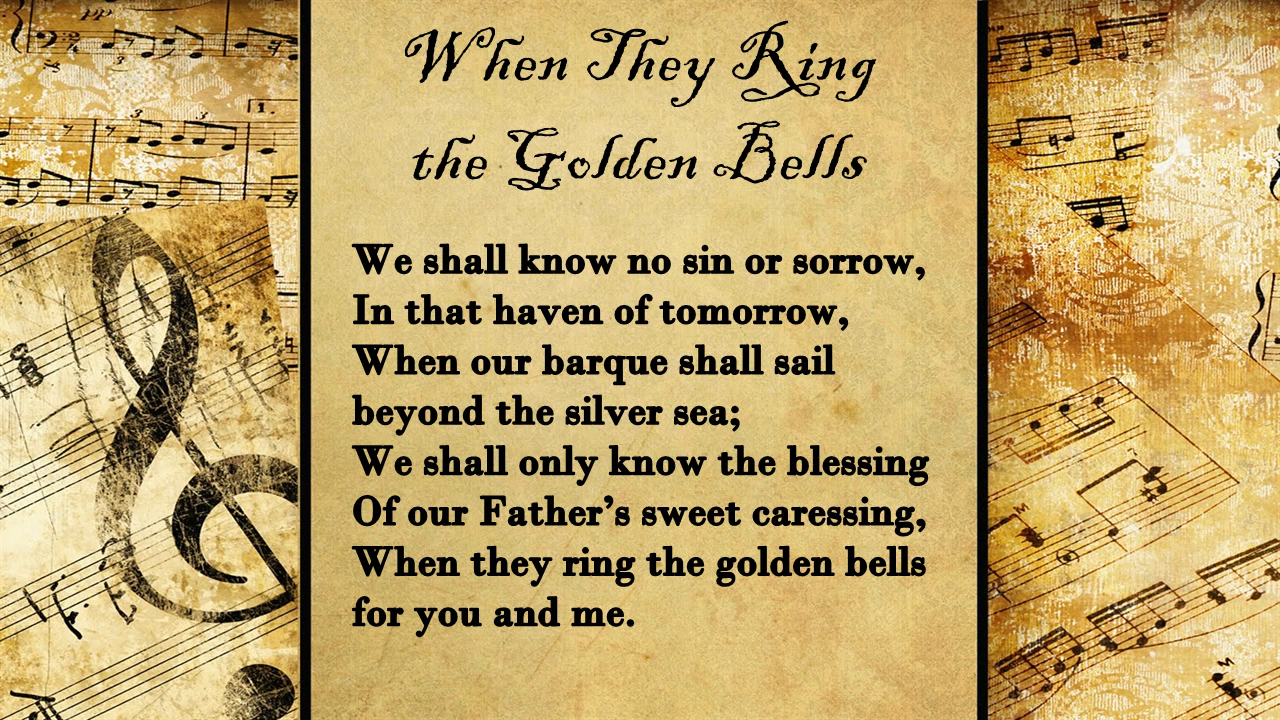 When They Ring
the Golden Bells
We shall know no sin or sorrow,
In that haven of tomorrow,
When our barque shall sail
beyond the silver sea;
We shall only know the blessing
Of our Father’s sweet caressing,
When they ring the golden bells
for you and me.